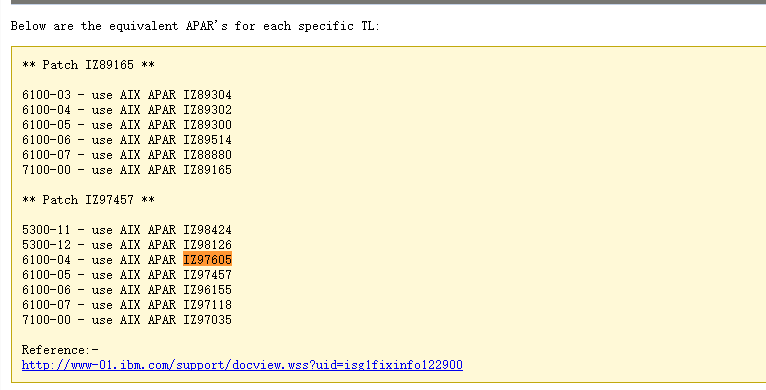 Below are the equivalent APAR's for each specific TL:
** Patch IZ89165 **
6100-03 - use AIX APAR IZ89304
6100-04 - use AIX APAR IZ89302
6100-05 - use AIX APAR IZ89300
6100-06 - use AIX APAR IZ89514
6100-07 - use AIX APAR IZ88880
7100-00 - use AIX APAR IZ89165
** Patch IZ97457 **
5300-11 - use AIX APAR IZ98424
5300-12 - use AIX APAR IZ98126
6100-04 - use AIX APAR IZ97605
6100-05 - use AIX APAR IZ97457
6100-06 - use AIX APAR IZ96155
6100-07 - use AIX APAR IZ97118
7100-00 - use AIX APAR IZ97035
Reference:-
http://www-01.ibm.com/support/docview.wss?uid=isg1fixinfo122900